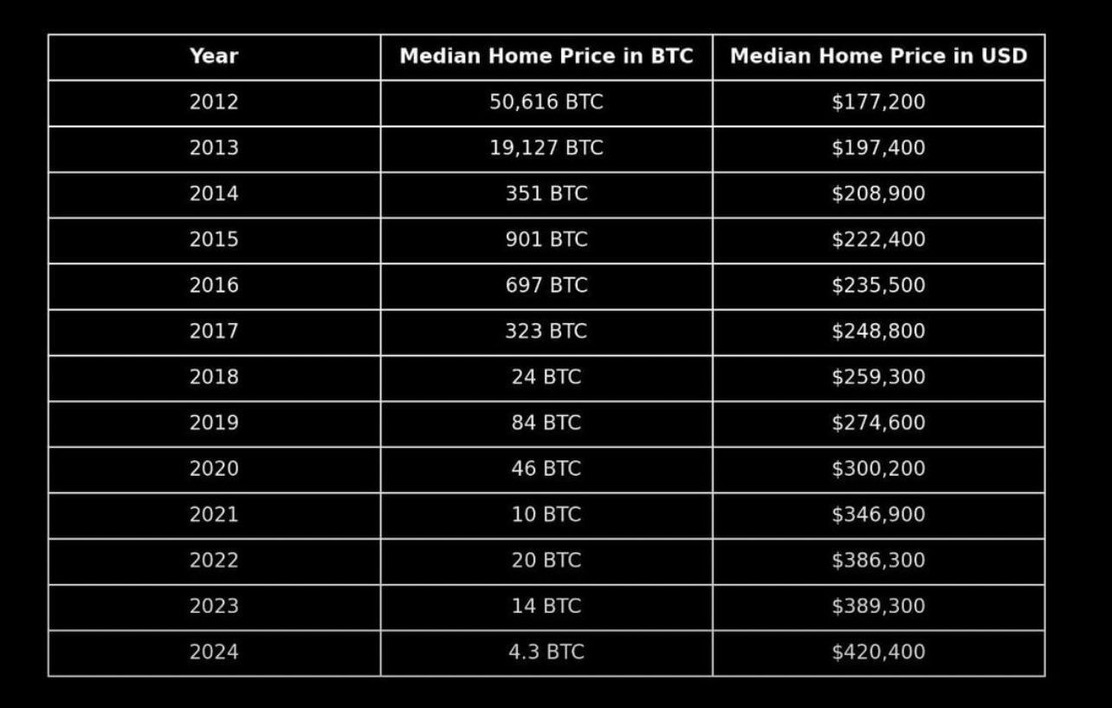 Year Median Home Price in BTC Median Home Price in USD
2012 50,616 BTC $177,200
2013 19,127 BTC $197,400
2014 351 BTC $208,900
2015 901 BTC $222,400
2016 697 BTC $235,500
2017 323 BTC $248,800
2018 24 BTC $259,300
2019 84 BTC $274,600
2020 46 BTC $300,200
2021 10 BTC $346,900
2022 20 BTC $386,300
2023 14 BTC $389,300
2024 4.3 BTC $420,400